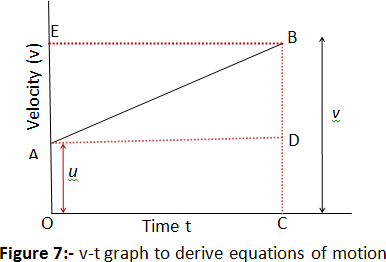 E
B
Velocity (v)
v
A
D
u
O
Time t
C
Figure 7:- v-t graph to derive equations of motion